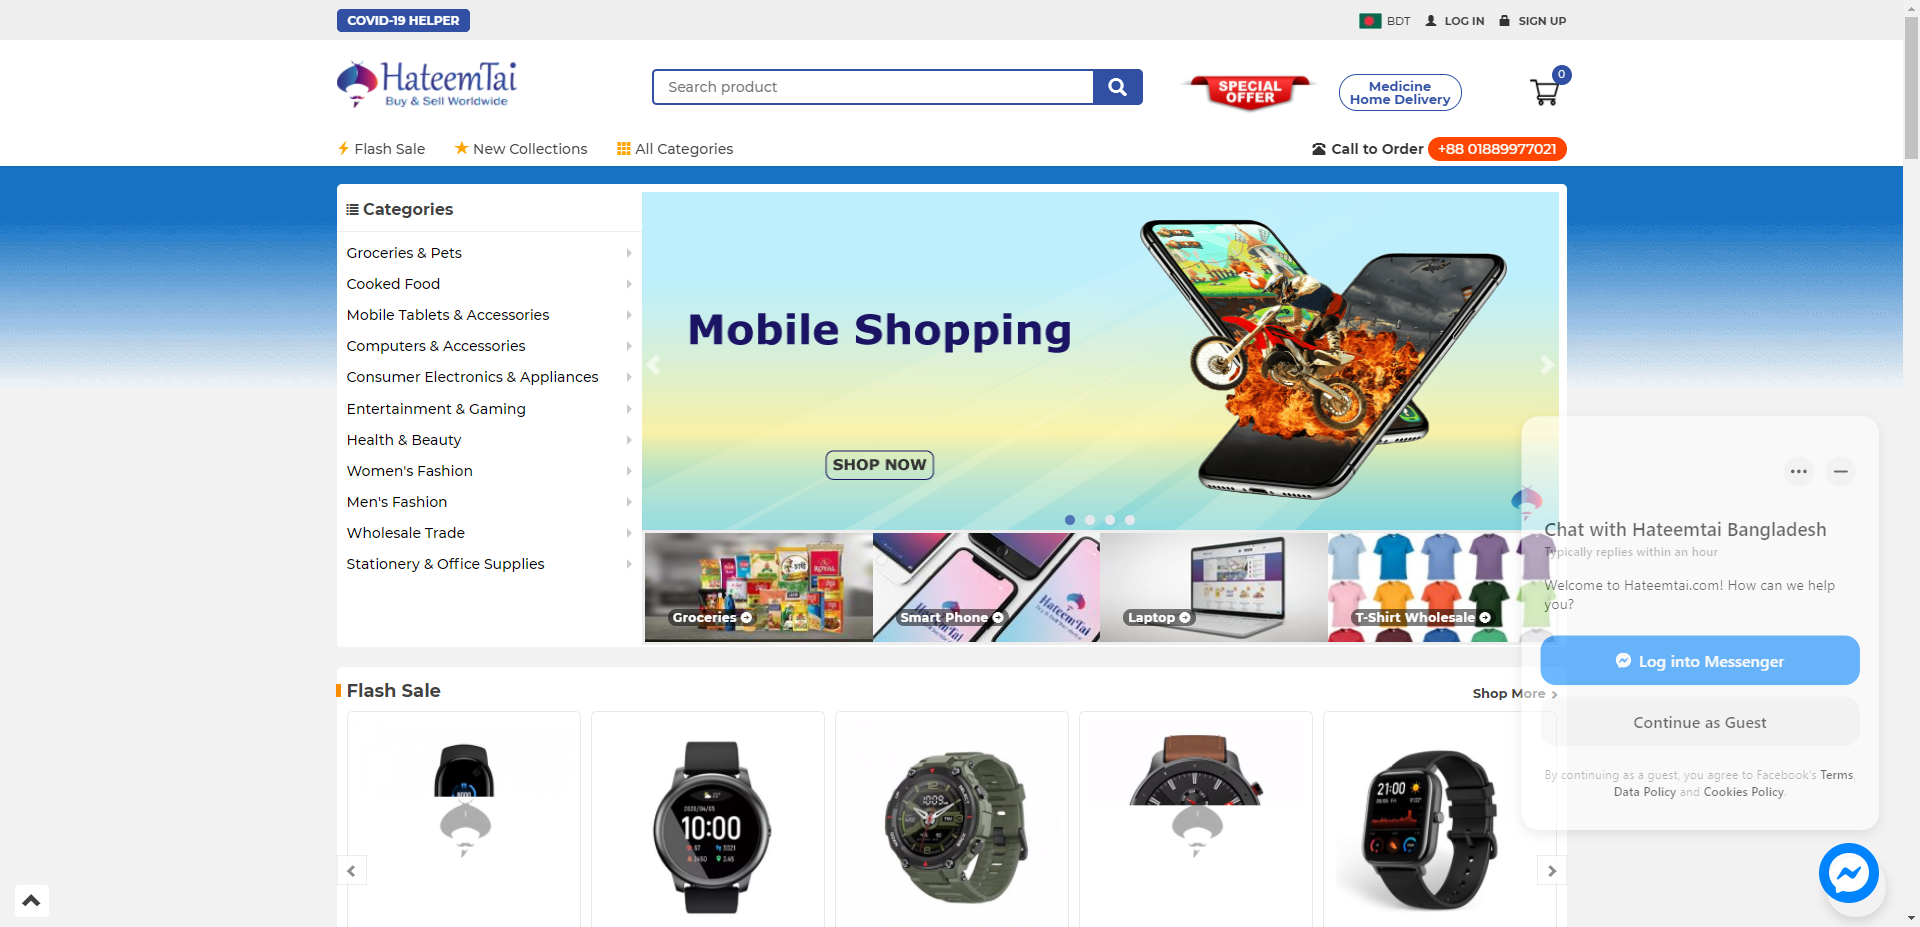 COVID-19 HELPER
BDT
LOG IN
SIGN UP
HateemTai
Buy & Sell Worldwide
Search product
SPECIAL
OFFER
Medicine
Home Delivery
0
Flash Sale
New Collections
All Categories
Call to Order
+88 01889977021
Categories
Groceries & Pets
Cooked Food
Mobile Tablets & Accessories
Computers & Accessories
Consumer Electronics & Appliances
Entertainment & Gaming
Health & Beauty
Women's Fashion
Men's Fashion
Wholesale Trade
Stationery & Office Supplies
Mobile Shopping
SHOP NOW
Groceries
Smart Phone
Laptop
T-Shirt Wholesale
Chat with Hateemtai Bangladesh
Typically replies within an hour
Welcome to Hateemtai.com! How can we help
you?
Log into Messenger
Continue as Guest
By continuing as a guest, you agree to Facebook's Terms,
Data Policy and Cookies Policy.
Flash Sale
Shop More
2020/04/05
10:00
21:00